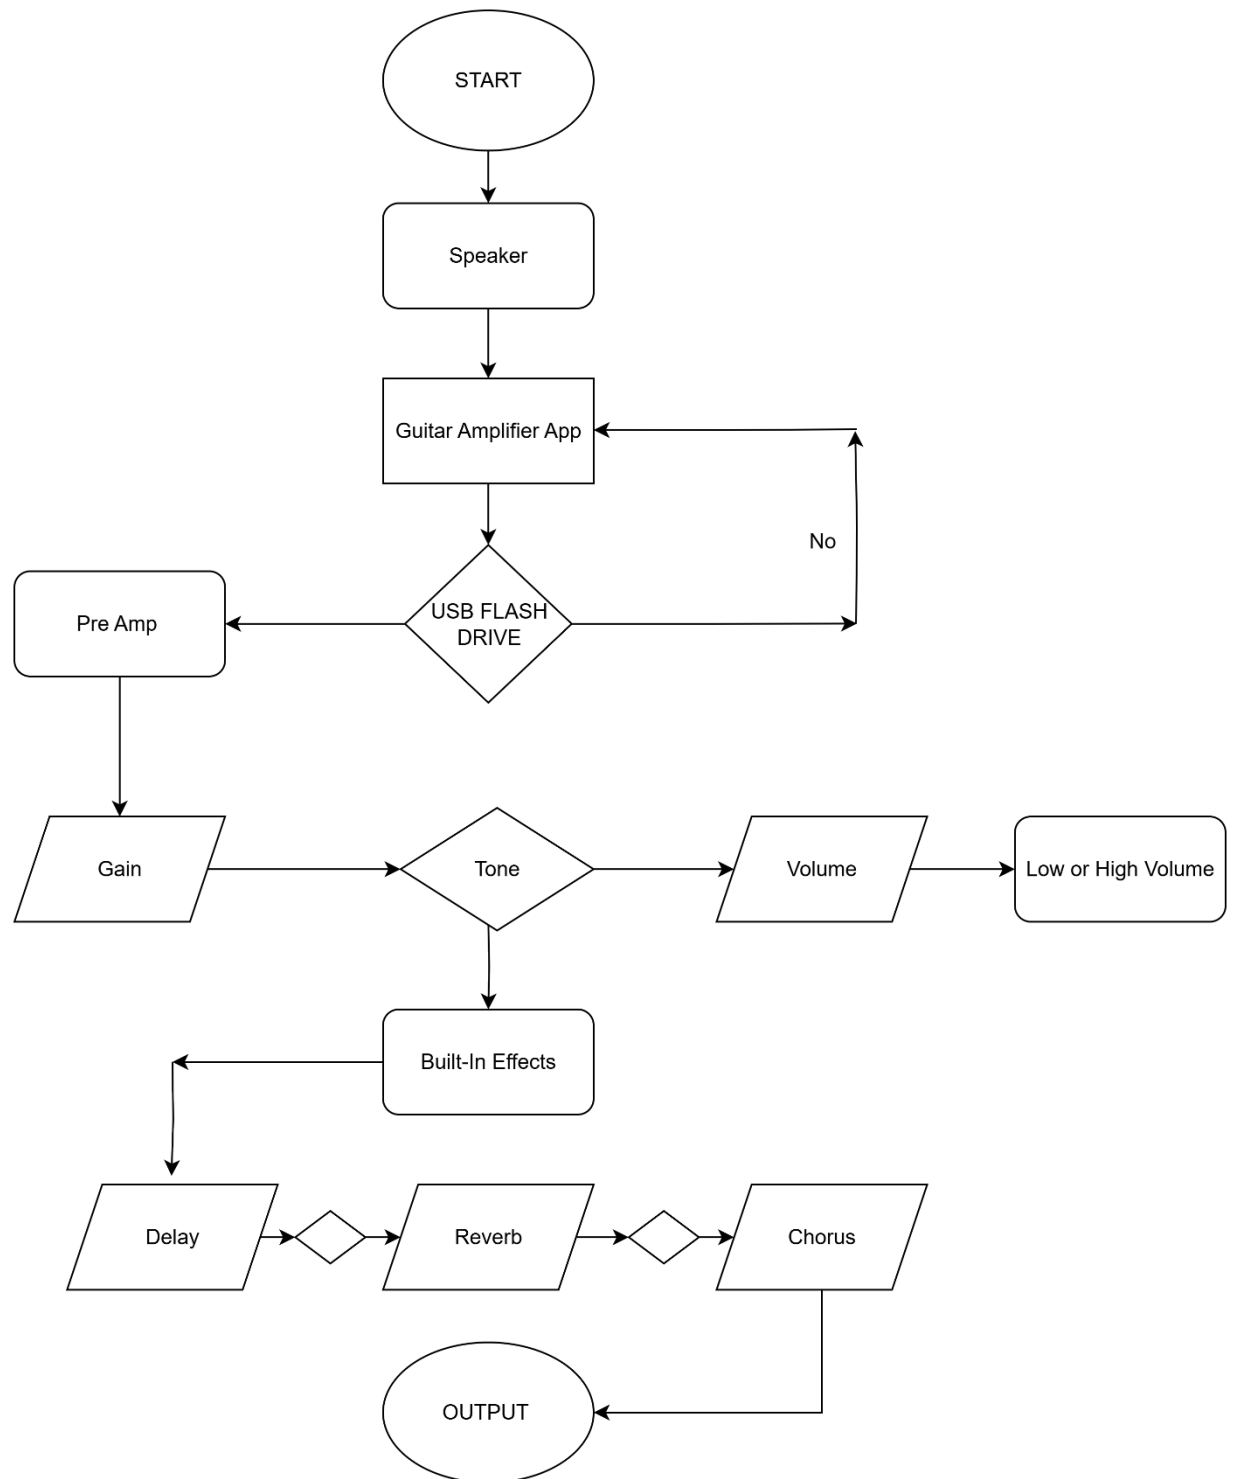 START
Speaker
Guitar Amplifier App
No
USB FLASH
DRIVE
Pre Amp
Gain
Tone
Volume
Low or High Volume
Built-In Effects
Delay
Reverb
Chorus
OUTPUT